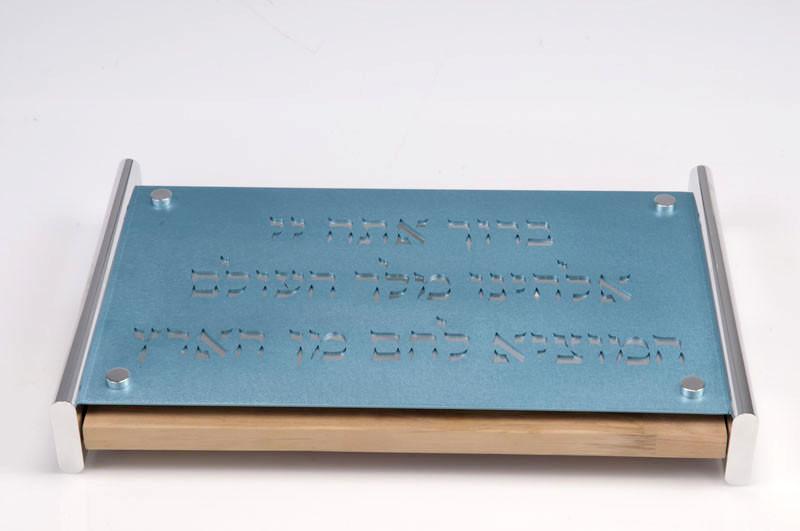 ברוך אתה יי
אלהינו מלך העולם
המוציא לחם מן הארץ